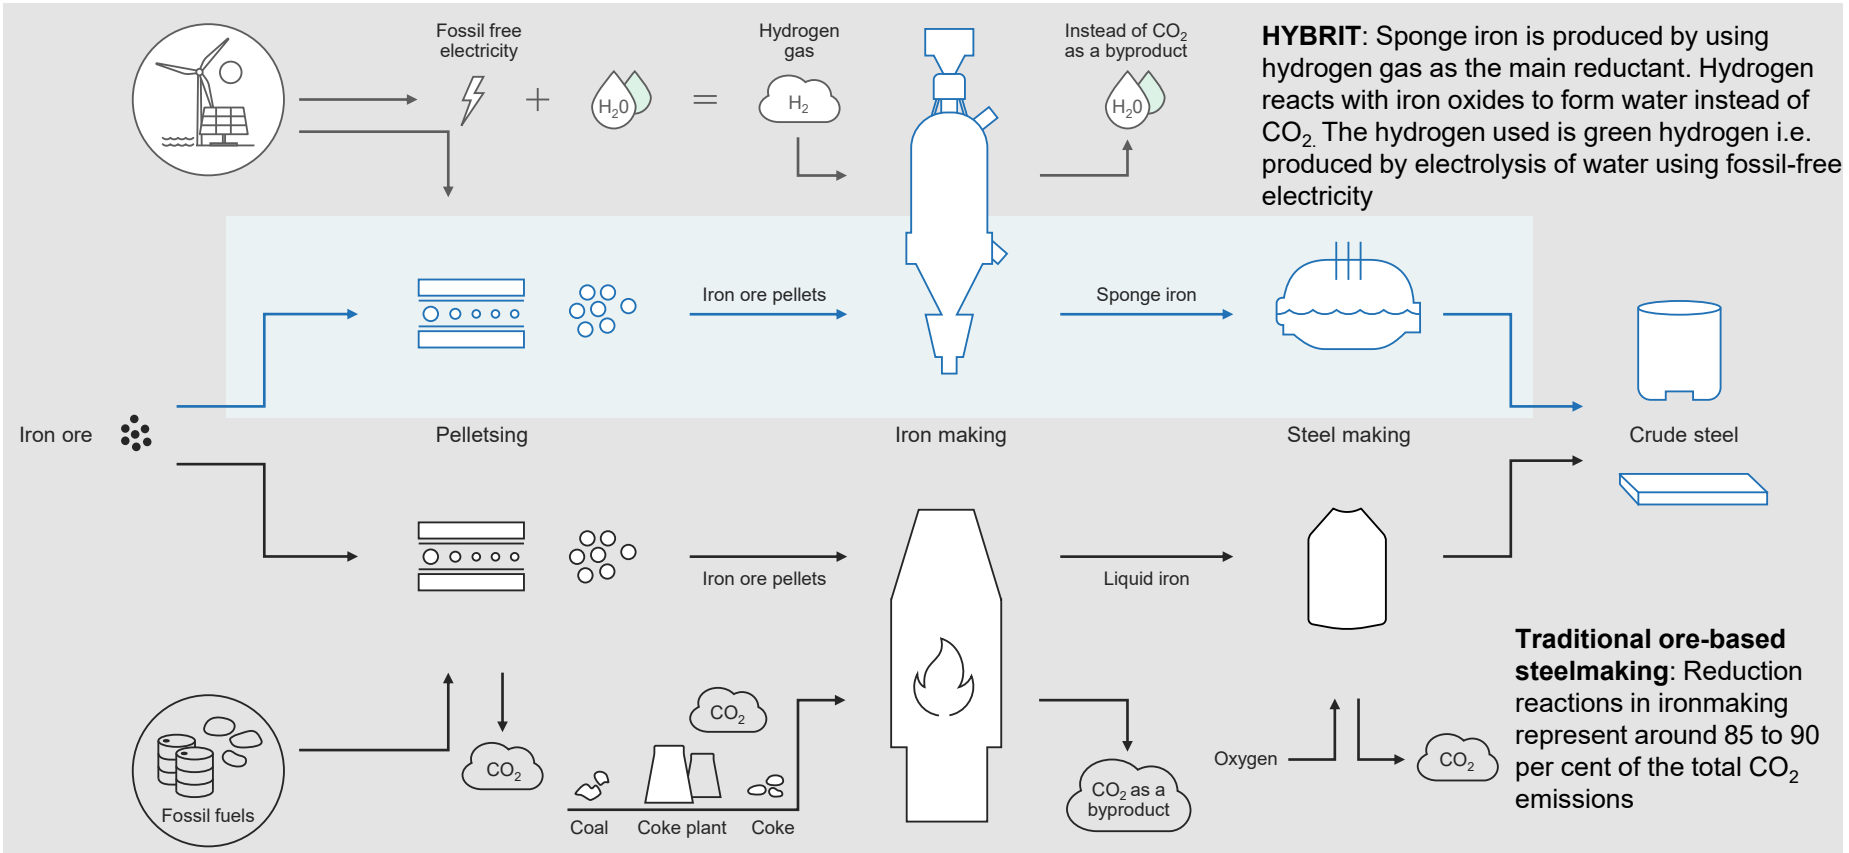 Fossil free
electricity
H₂0
Hydrogen
gas
H₂
Instead of CO₂
as a byproduct
H₂0
HYBRIT: Sponge iron is produced by using
hydrogen gas as the main reductant. Hydrogen
reacts with iron oxides to form water instead of
CO₂. The hydrogen used is green hydrogen i.e.
produced by electrolysis of water using fossil-free
electricity
Iron ore pellets
Sponge iron
Iron ore
Pelletsing
Iron making
Steel making
Crude steel
Iron ore pellets
Liquid iron
Traditional ore-based
steelmaking: Reduction
reactions in ironmaking
represent around 85 to 90
per cent of the total CO₂
emissions
Fossil fuels
CO₂
CO₂
Coal
Coke plant
Coke
CO₂ as a
byproduct
Oxygen
CO₂